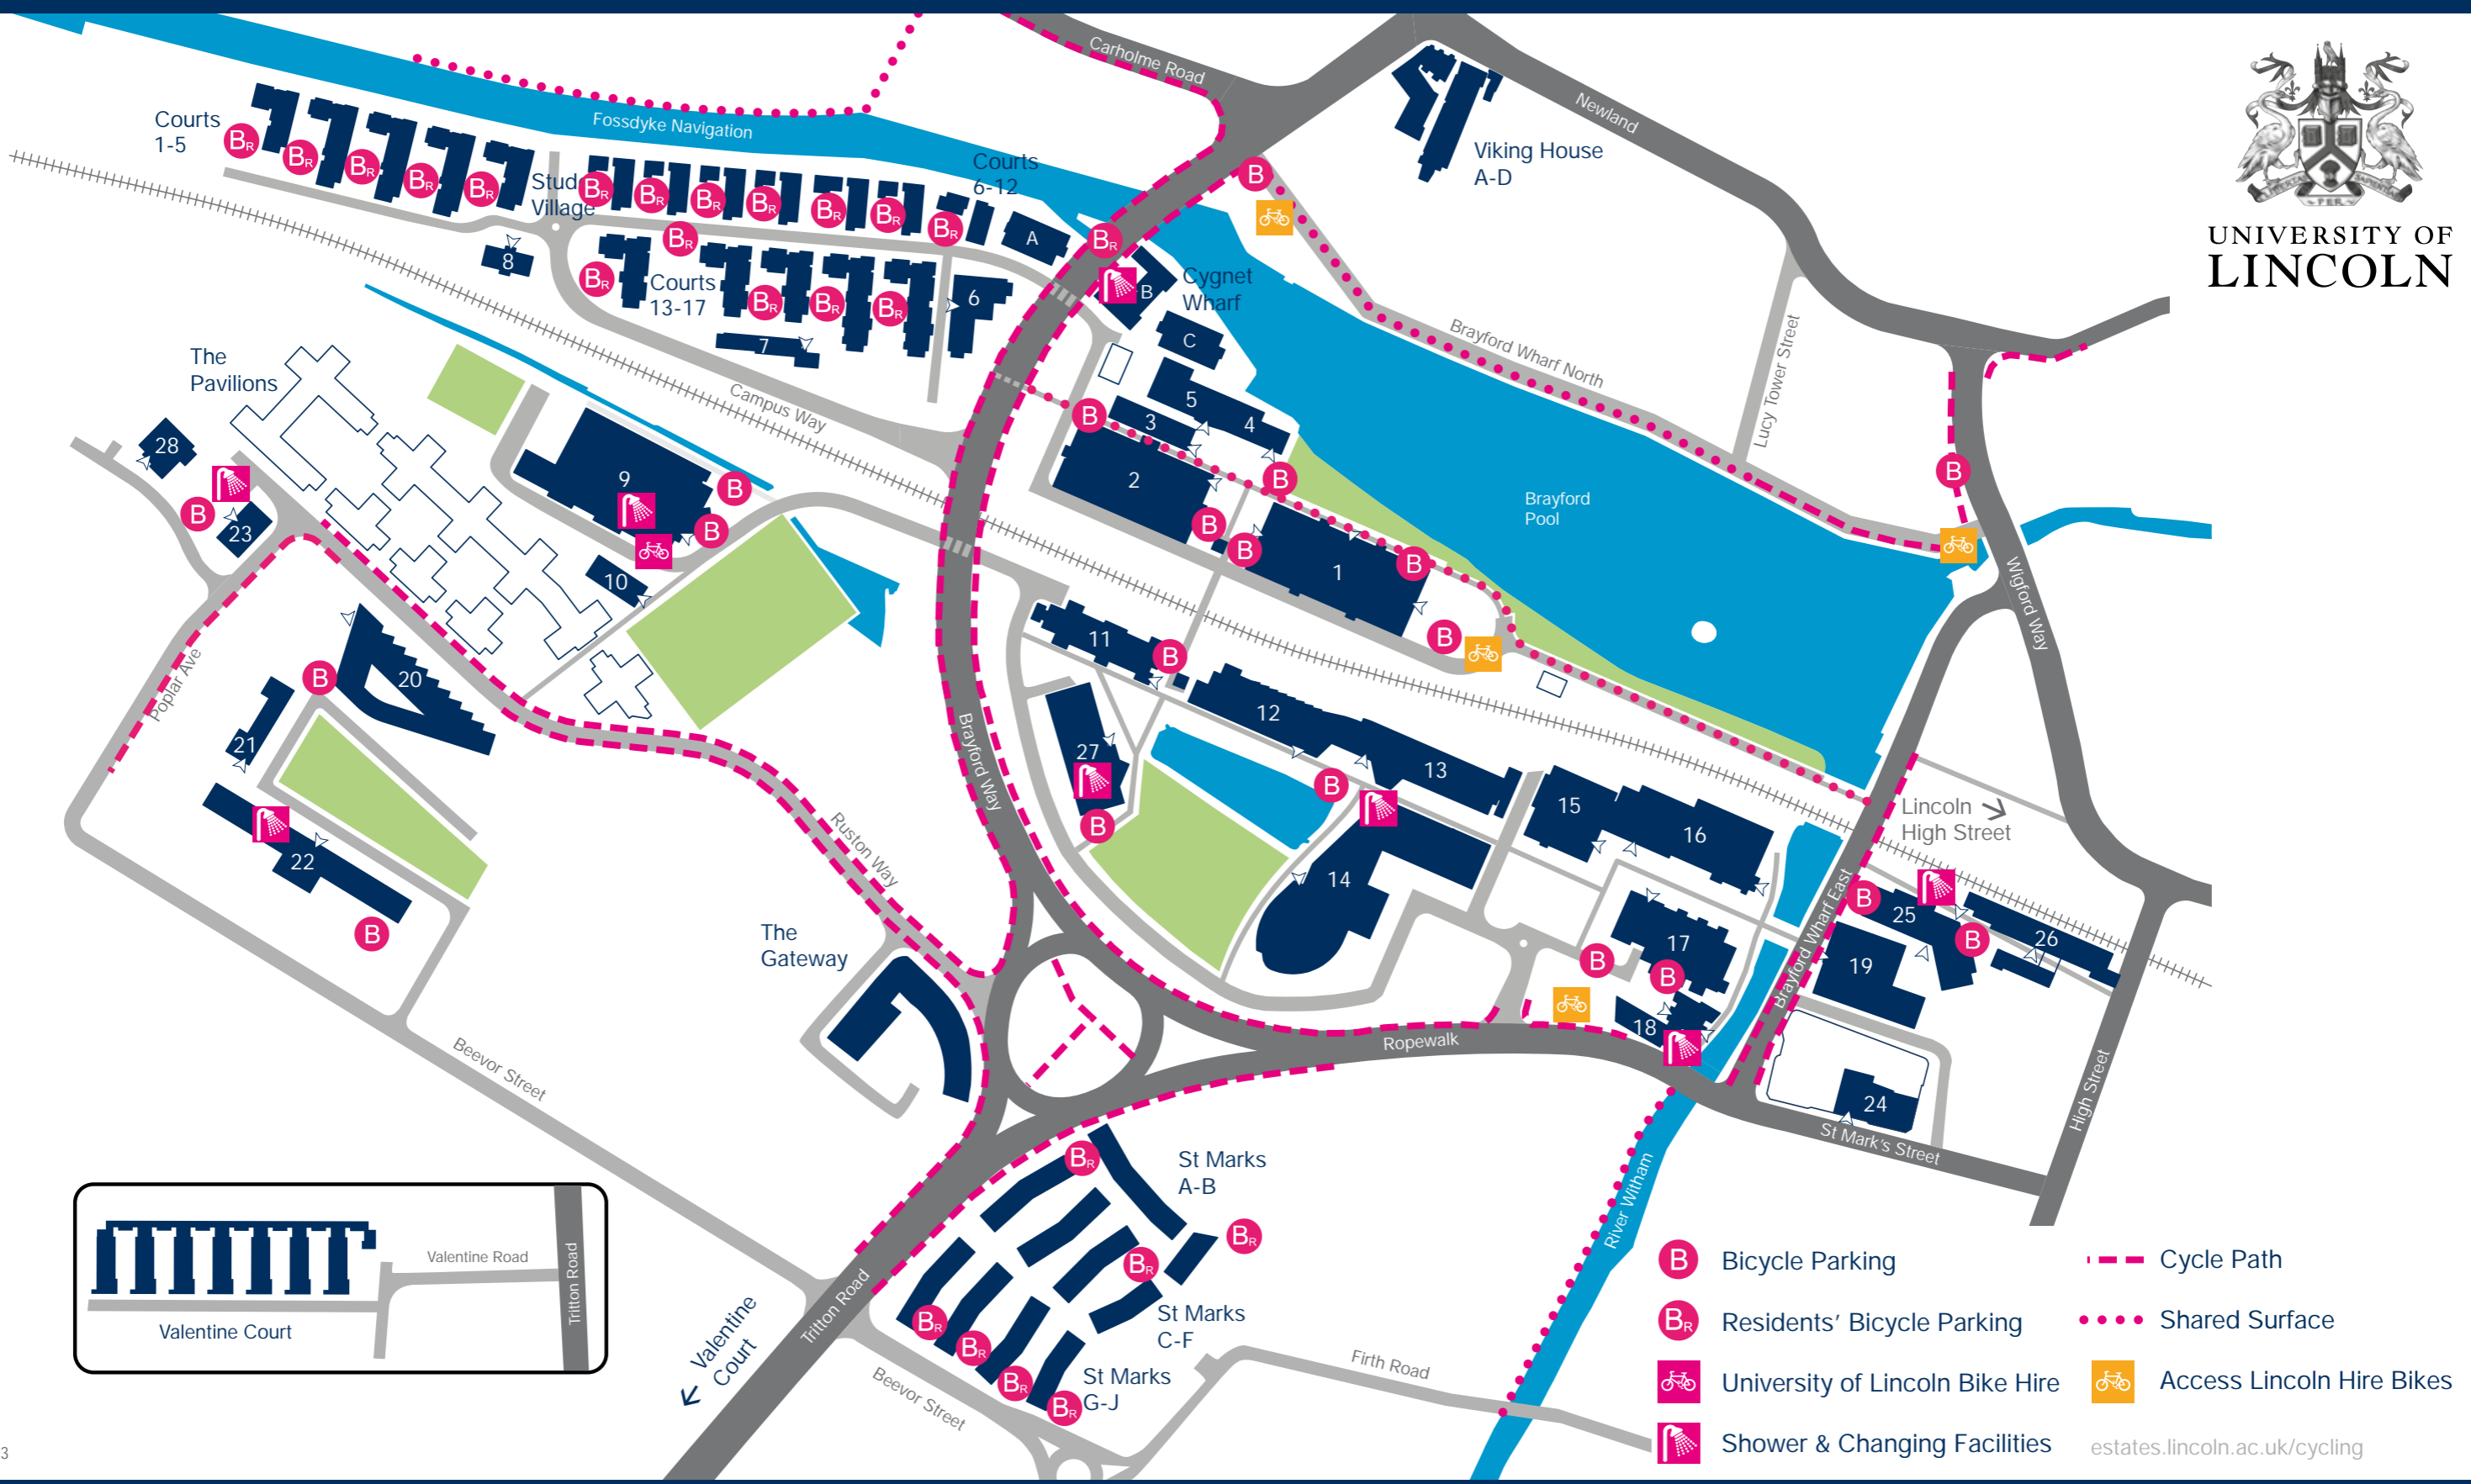 Carholme Road
Newland
Fossdyke Navigation
Courts
1-5
Courts
6-12
Viking House
A-D
UNIVERSITY OF
LINCOLN
Village
A
8
Courts
13-17
6
7
B
Cygnet
Wharf
C
Brayford Wharf North
Lucy Tower Street
The
Pavilions
Campus Way
5
3
4
2
28
9
23
10
Brayford
Pool
1
Wigford Way
11
Poplar Ave
20
21
12
27
13
Brayford Way
15
16
Lincoln
High Street
22
Ruston Way
14
Brayford Wharf East
25
26
The
Gateway
17
19
18
Ropewalk
24
St Mark's Street
High Street
Beevor Street
St Marks
A-B
River Witham
Valentine Road
Tritton Road
Valentine Court
Valentine
Court
Tritton Road
St Marks
C-F
St Marks
G-J
Beevor Street
Firth Road
B Bicycle Parking
Cycle Path
BR Residents' Bicycle Parking
Shared Surface
University of Lincoln Bike Hire
Access Lincoln Hire Bikes
Shower & Changing Facilities
estates.lincoln.ac.uk/cycling
3